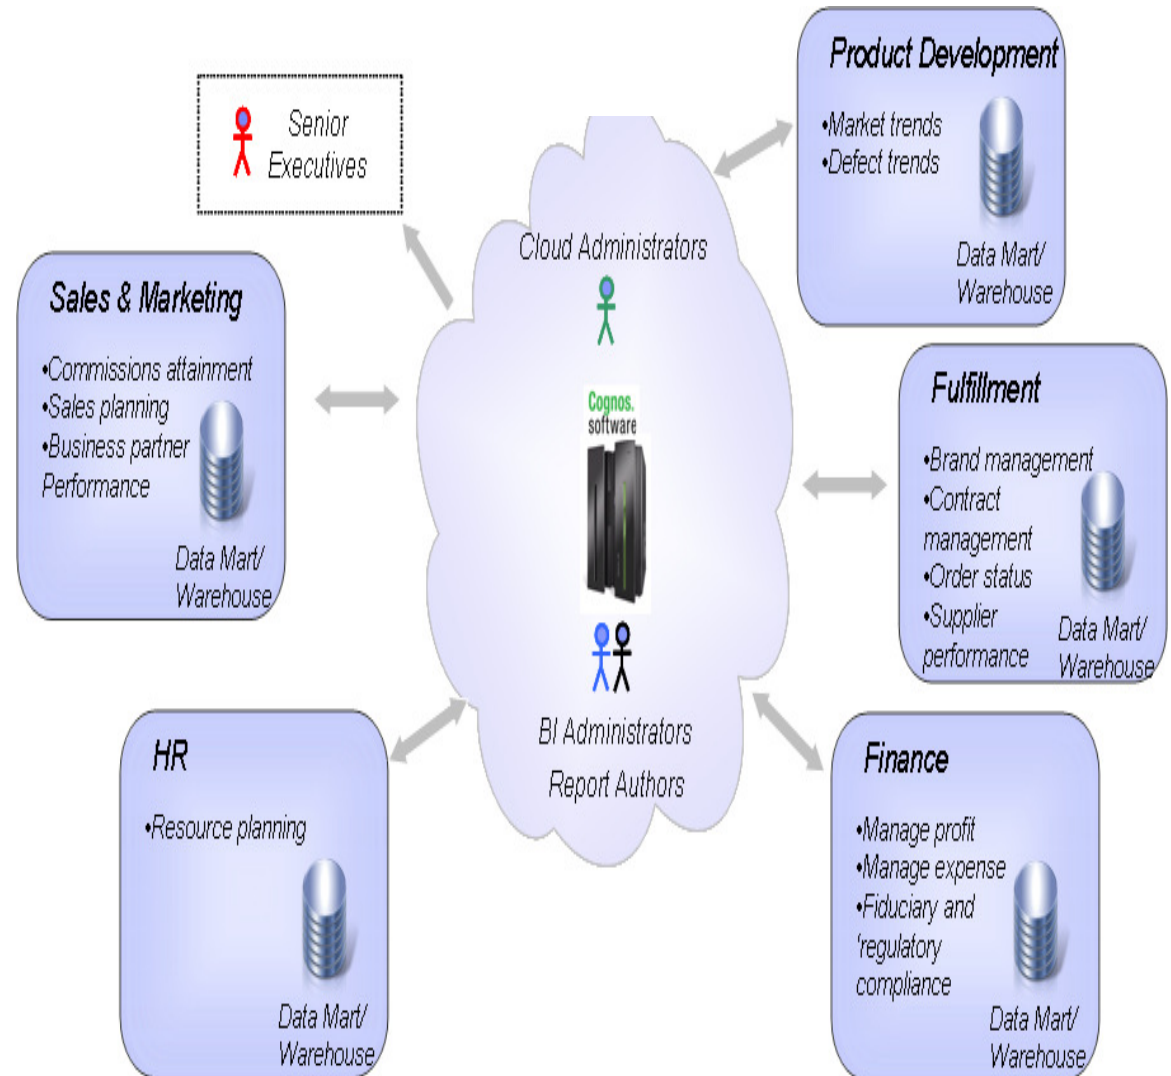 Product Development
•Market trends
•Defect trends
Data Mart/
Warehouse
Senior
Executives
Cloud Administrators
Cognos.
software
BI Administrators
Report Authors
Sales & Marketing
•Commissions attainment
•Sales planning
•Business partner
Performance
Data Mart/
Warehouse
Fulfillment
•Brand management
•Contract
management
•Order status
•Supplier
performance
Data Mart/
Warehouse
HR
•Resource planning
Data Mart/
Warehouse
Finance
•Manage profit
•Manage expense
•Fiduciary and
'regulatory
compliance
Data Mart/
Warehouse